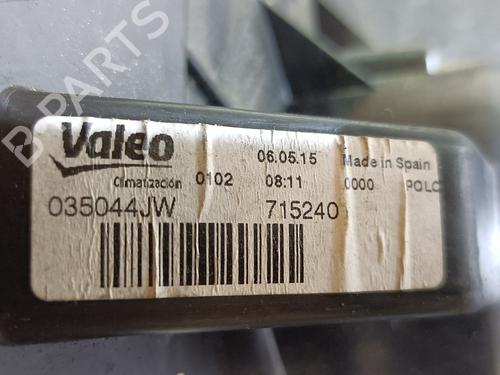 B PARTS
Valeo 06.05.15 Made in Spain
Climatización 0102 08:11 0000 POLO
035044JW 715240